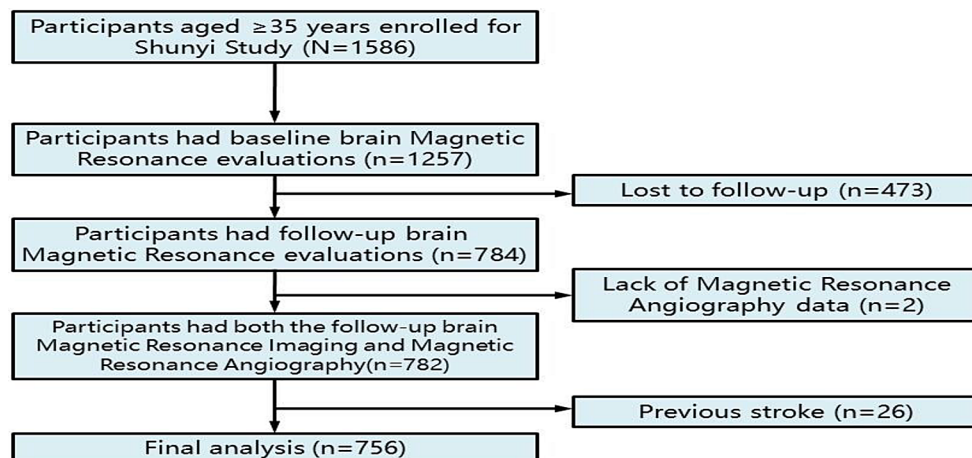 Participants aged ≥35 years enrolled for
Shunyi Study (N=1586)
Participants had baseline brain Magnetic
Resonance evaluations (n=1257)
Lost to follow-up (n=473)
Participants had follow-up brain
Magnetic Resonance evaluations (n=784)
Lack of Magnetic Resonance
Angiography data (n=2)
Participants had both the follow-up brain
Magnetic Resonance Imaging and Magnetic
Resonance Angiography(n=782)
Previous stroke (n=26)
Final analysis (n=756)